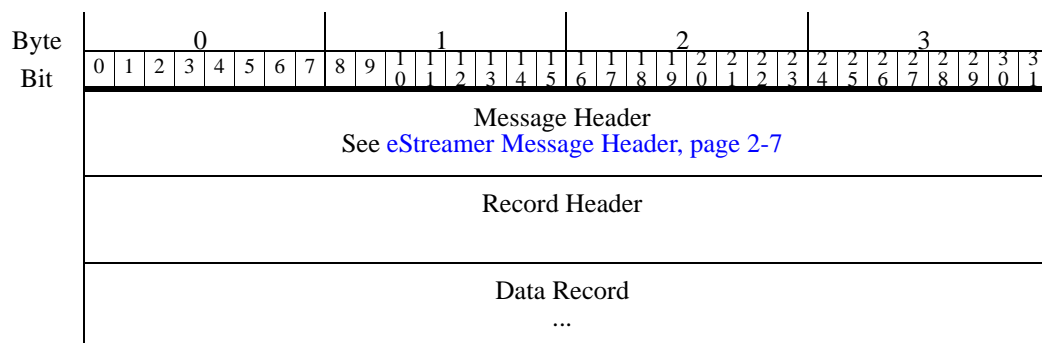 Byte 0 1 2 3
Bit 0 1 2 3 4 5 6 7 8 9 10 11 12 13 14 15 16 17 18 19 20 21 22 23 24 25 26 27 28 29 30 31
Message Header
See eStreamer Message Header, page 2-7
Record Header
Data Record
...